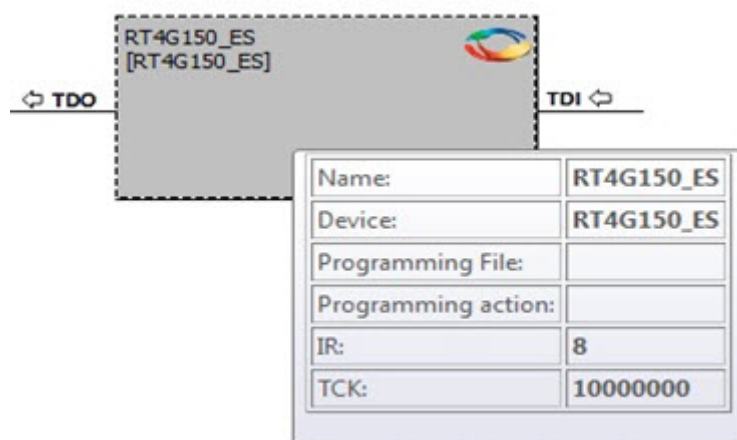 RT4G150_ES
[RT4G150_ES]
TDO TDI
Name: RT4G150_ES
Device: RT4G150_ES
Programming File:
Programming action:
IR: 8
TCK: 10000000